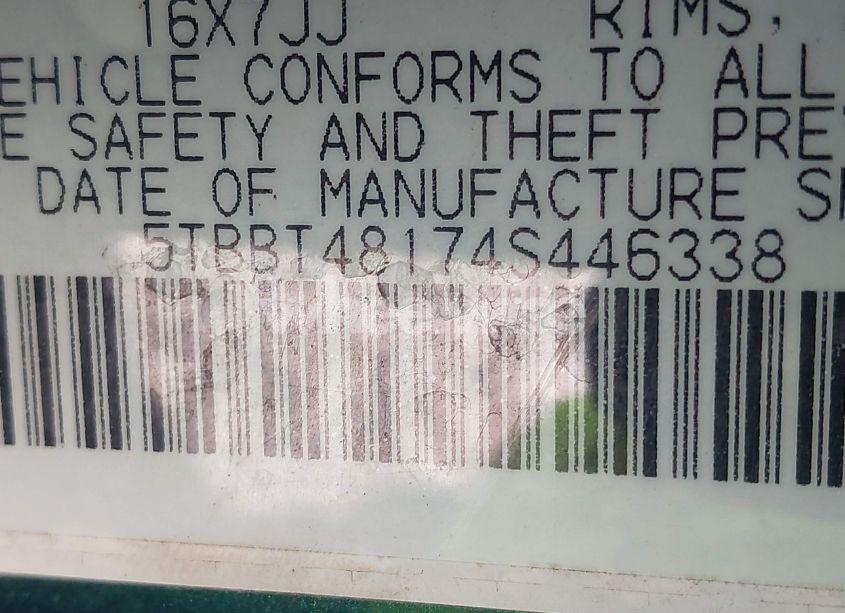 16X7JJ RIMS,
EHICLE CONFORMS TO ALL
E SAFETY AND THEFT PRE
DATE OF MANUFACTURE S
5TBBT48174S446338